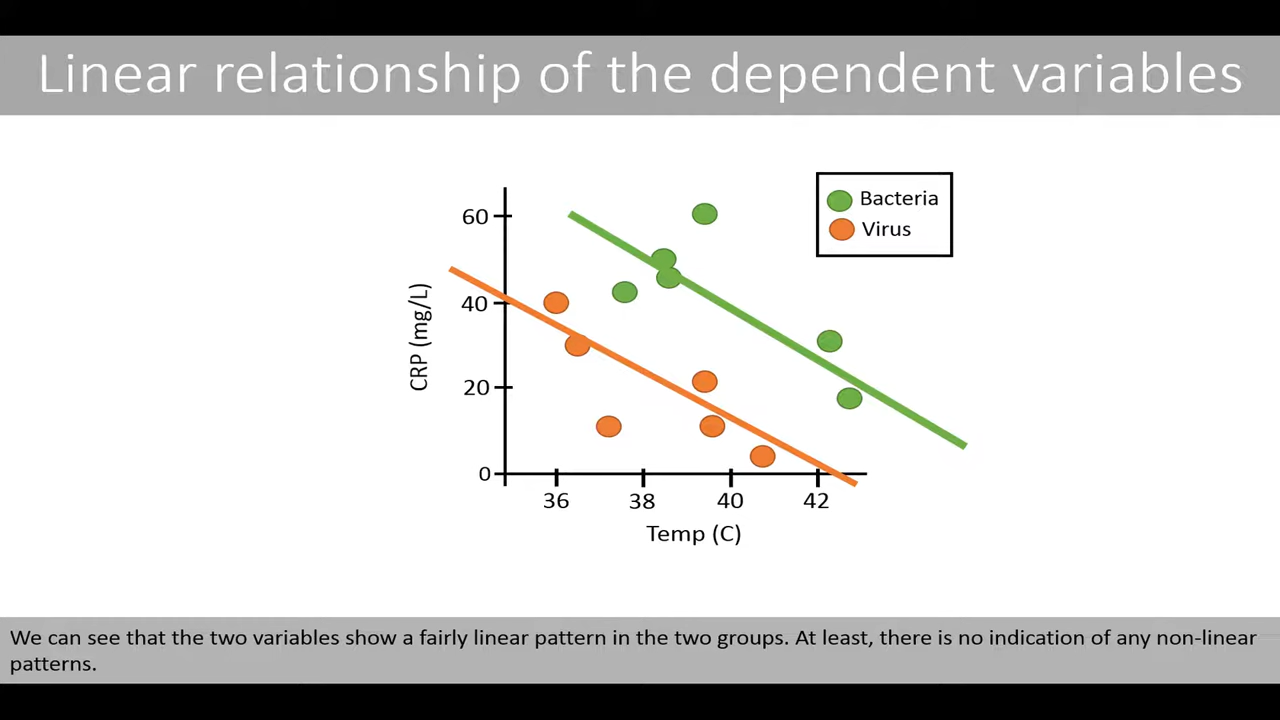 Linear relationship of the dependent variables
Bacteria
Virus
60
40
20
0
CRP (mg/L)
36 38 40 42
Temp (C)
We can see that the two variables show a fairly linear pattern in the two groups. At least, there is no indication of any non-linear
patterns.